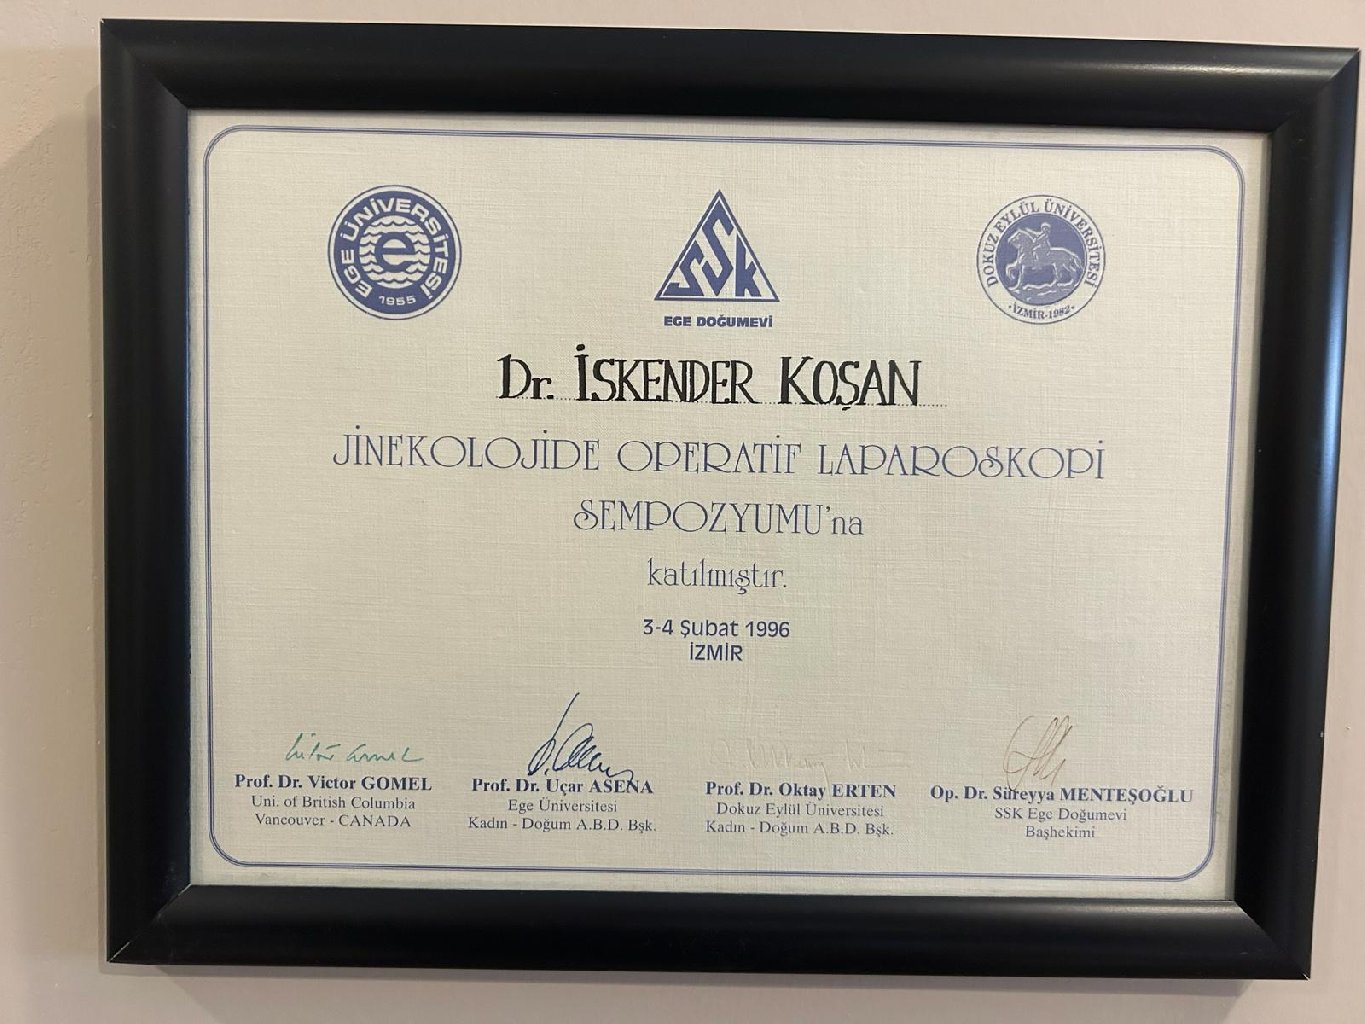 EGE ÜNİVERSİTESİ
e
1955
SSK
EGE DOĞUMEVİ
DOKUZ EYLÜL ÜNİVERSİTESİ
·İZMİR-1982·
Dr. İSKENDER KOŞAN
JİNEKOLOJİDE OPERATİF LAPAROSKOPİ
SEMPOZYUMU'na
katılmıştır.
3-4 Şubat 1996
İZMİR
Prof. Dr. Victor GOMEL
Uni. of British Columbia
Vancouver - CANADA
Prof. Dr. Uçar ASENA
Ege Üniversitesi
Kadın - Doğum A.B.D. Bşk.
Prof. Dr. Oktay ERTEN
Dokuz Eylül Üniversitesi
Kadın - Doğum A.B.D. Bşk.
Op. Dr. Süreyya MENTEŞOĞLU
SSK Ege Doğumevi
Başhekimi